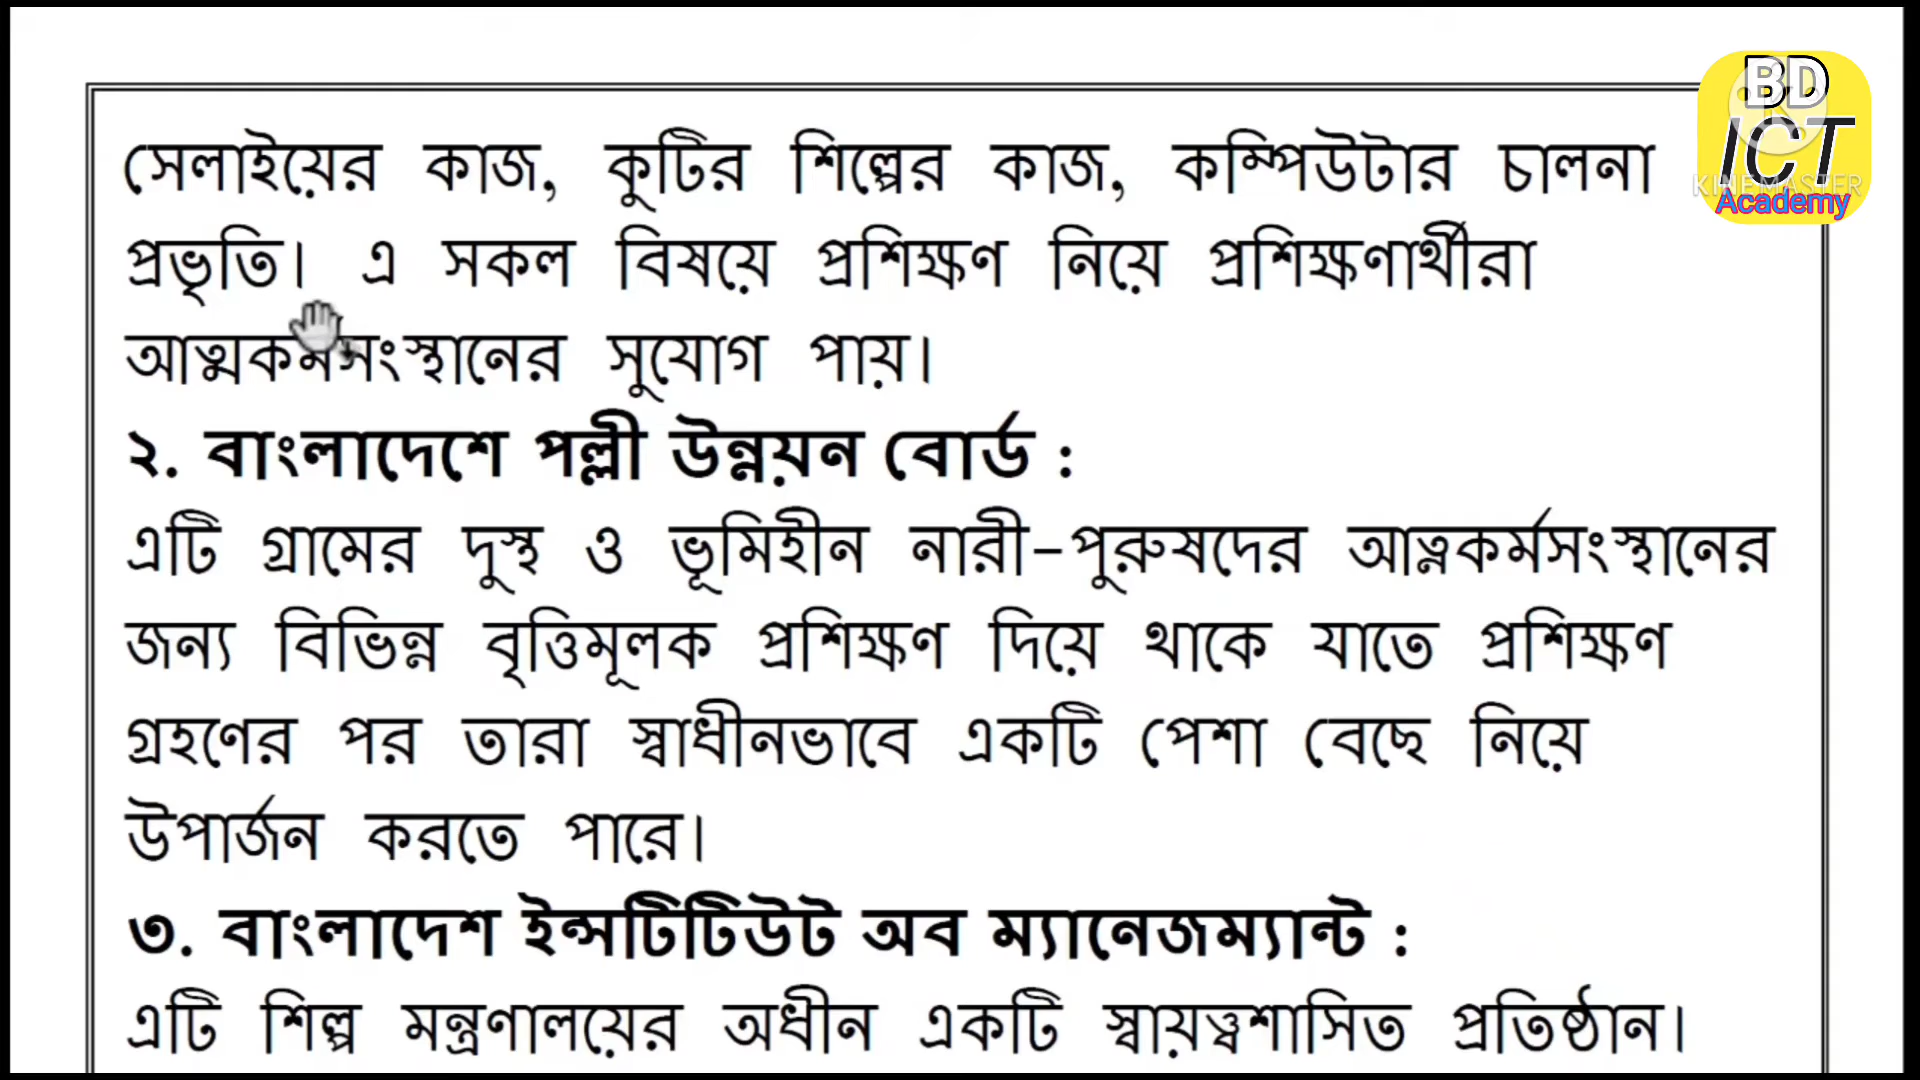 সেলাইয়ের কাজ, কুটির শিল্পের কাজ, কম্পিউটার চালনা
প্রভৃতি। এ সকল বিষয়ে প্রশিক্ষণ নিয়ে প্রশিক্ষণার্থীরা
আত্মকর্মসংস্থানের সুযোগ পায়।
২. বাংলাদেশে পল্লী উন্নয়ন বোর্ড :
এটি গ্রামের দুস্থ ও ভূমিহীন নারী-পুরুষদের আত্নকর্মসংস্থানের
জন্য বিভিন্ন বৃত্তিমূলক প্রশিক্ষণ দিয়ে থাকে যাতে প্রশিক্ষণ
গ্রহণের পর তারা স্বাধীনভাবে একটি পেশা বেছে নিয়ে
উপার্জন করতে পারে।
৩. বাংলাদেশ ইন্সটিটিউট অব ম্যানেজম্যান্ট :
এটি শিল্প মন্ত্রণালয়ের অধীন একটি স্বায়ত্বশাসিত প্রতিষ্ঠান।
BD
ICT
KINEMASTER
Academy